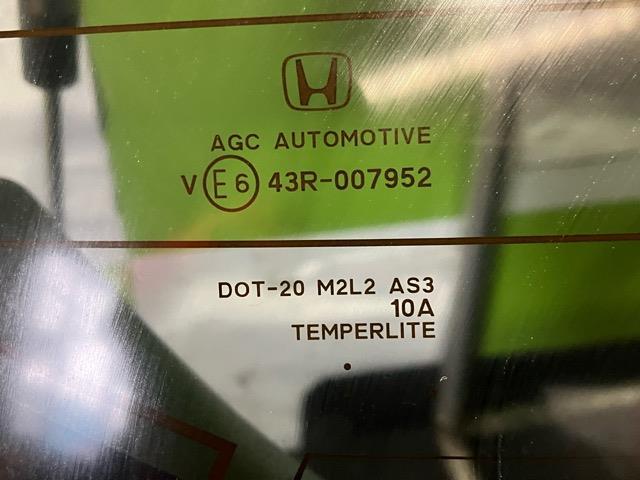 AGC AUTOMOTIVE
V E6 43R-007952
DOT-20 M2L2 AS3
10A
TEMPERLITE